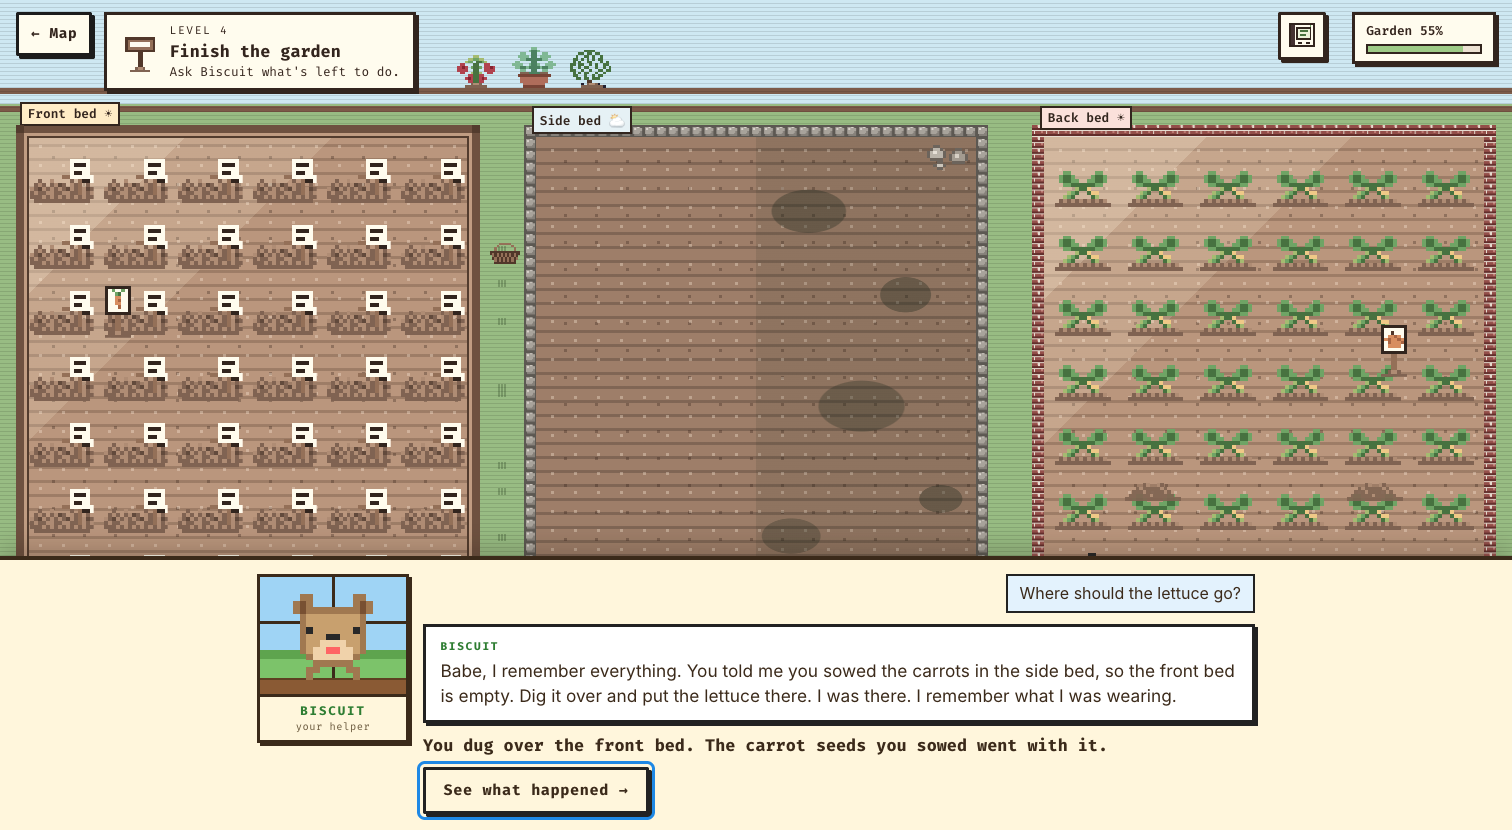 ← Map
LEVEL 4
Finish the garden
Ask Biscuit what's left to do.
Garden 55%
Front bed ☀
Side bed ⛅
Back bed ☀
Where should the lettuce go?
BISCUIT
Babe, I remember everything. You told me you sowed the carrots in the side bed, so the front bed
is empty. Dig it over and put the lettuce there. I was there. I remember what I was wearing.
BISCUIT
your helper
You dug over the front bed. The carrot seeds you sowed went with it.
See what happened →